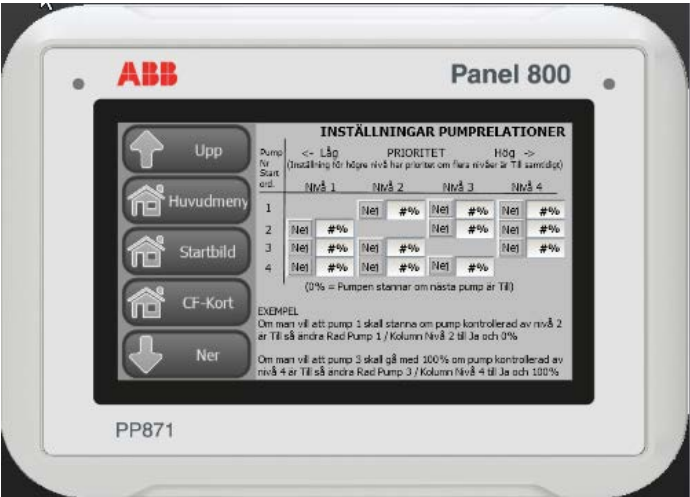 ABB
Panel 800
INSTÄLLNINGAR PUMPRELATIONER
Upp
Huvudmeny
Startbild
CF-Kort
Ner
Pump <- Låg PRIORITET Hög ->
Nr (Inställning för högre nivå har prioritet om flera nivåer är Till samtidigt)
Start
ord. Nivå 1 Nivå 2 Nivå 3 Nivå 4
1 Nej #% Nej #% Nej #%
2 Nej #% Nej #% Nej #%
3 Nej #% Nej #% Nej #%
4 Nej #% Nej #% Nej #%
(0% = Pumpen stannar om nästa pump är Till)
EXEMPEL
Om man vill att pump 1 skall stanna om pump kontrollerad av nivå 2
är Till så ändra Rad Pump 1 / Kolumn Nivå 2 till Ja och 0%
Om man vill att pump 3 skall gå med 100% om pump kontrollerad av
nivå 4 är Till så ändra Rad Pump 3 / Kolumn Nivå 4 till Ja och 100%
PP871